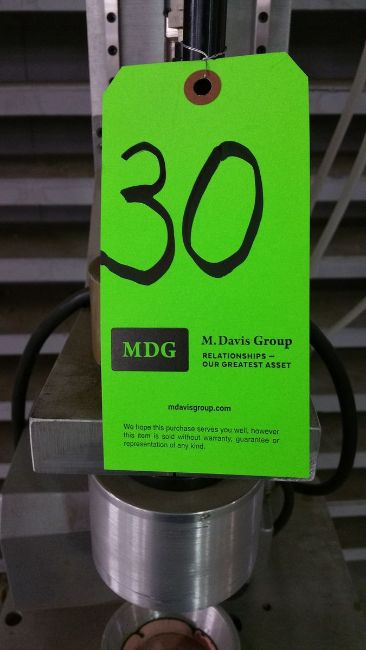 30
MDG
M. Davis Group
RELATIONSHIPS –
OUR GREATEST ASSET
mdavisgroup.com
We hope this purchase serves you well, however
this item is sold without warranty, guarantee or
representation of any kind.